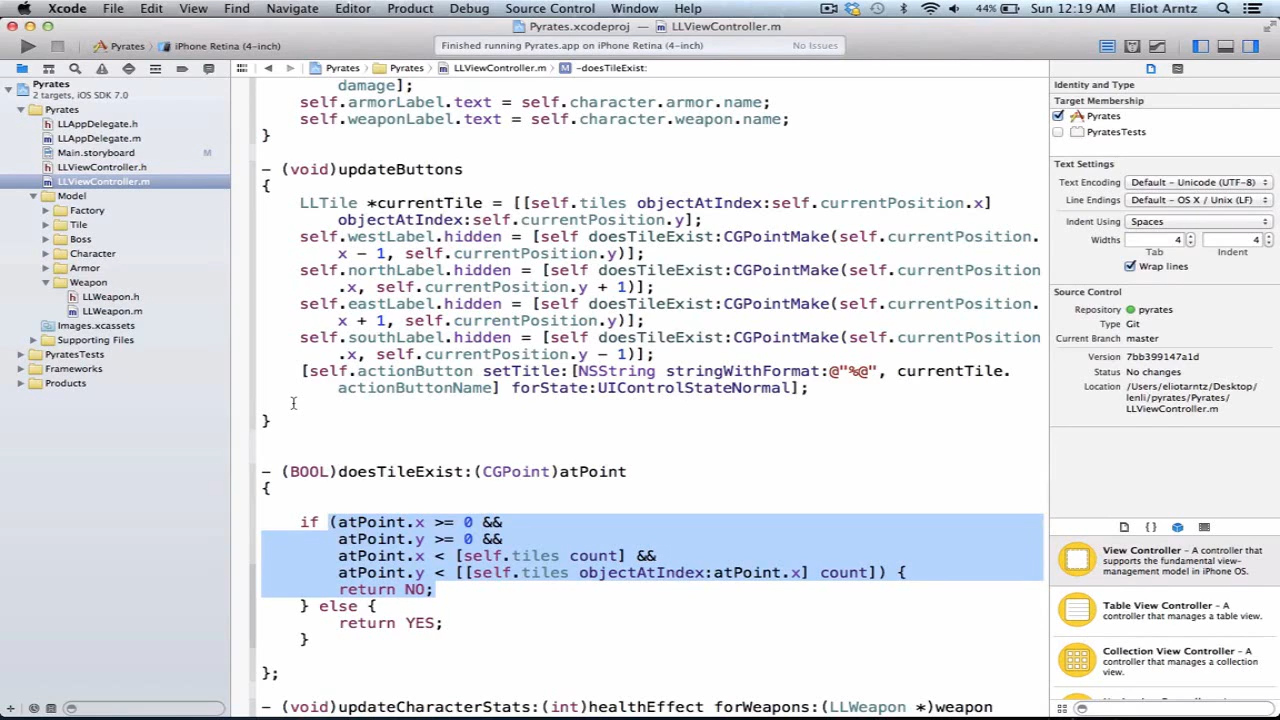 Xcode File Edit View Find Navigate Editor Product Debug Source Control Window Help 44% Sun 12:19 AM Eliot Arntz
Pyrates.xcodeproj — LLViewController.m
Pyrates iPhone Retina (4-inch) Finished running Pyrates.app on iPhone Retina (4-inch) No Issues
Pyrates Pyrates LLViewController.m -doesTileExist:
Pyrates
2 targets, iOS SDK 7.0
Pyrates
LLAppDelegate.h
LLAppDelegate.m
Main.storyboard M
LLViewController.h
LLViewController.m
Model
Factory
Tile
Boss
Character
Armor
Weapon
LLWeapon.h
LLWeapon.m
Images.xcassets
Supporting Files
PyratesTests
Frameworks
Products
damage];
self.armorLabel.text = self.character.armor.name;
self.weaponLabel.text = self.character.weapon.name;
}
- (void)updateButtons
{
LLTile *currentTile = [[self.tiles objectAtIndex:self.currentPosition.x]
objectAtIndex:self.currentPosition.y];
self.westLabel.hidden = [self doesTileExist:CGPointMake(self.currentPosition.
x - 1, self.currentPosition.y)];
self.northLabel.hidden = [self doesTileExist:CGPointMake(self.currentPosition
.x, self.currentPosition.y + 1)];
self.eastLabel.hidden = [self doesTileExist:CGPointMake(self.currentPosition.
x + 1, self.currentPosition.y)];
self.southLabel.hidden = [self doesTileExist:CGPointMake(self.currentPosition
.x, self.currentPosition.y - 1)];
[self.actionButton setTitle:[NSString stringWithFormat:@"%@", currentTile.
actionButtonName] forState:UIControlStateNormal];
}
- (BOOL)doesTileExist:(CGPoint)atPoint
{
if (atPoint.x >= 0 &&
atPoint.y >= 0 &&
atPoint.x < [self.tiles count] &&
atPoint.y < [[self.tiles objectAtIndex:atPoint.x] count]) {
return NO;
} else {
return YES;
}
};
- (void)updateCharacterStats:(int)healthEffect forWeapons:(LLWeapon *)weapon
Identity and Type
Target Membership
Pyrates
PyratesTests
Text Settings
Text Encoding Default - Unicode (UTF-8)
Line Endings Default - OS X / Unix (LF)
Indent Using Spaces
Widths 4 4
Tab Indent
Wrap lines
Source Control
Repository pyrates
Type Git
Current Branch master
Version 7bb399147a1d
Status No changes
Location /Users/eliotarntz/Desktop/
lenli/pyrates/Pyrates/
LLViewController.m
View Controller - A controller that
supports the fundamental view-
management model in iPhone OS.
Table View Controller - A
controller that manages a table view.
Collection View Controller - A
controller that manages a collection
view.